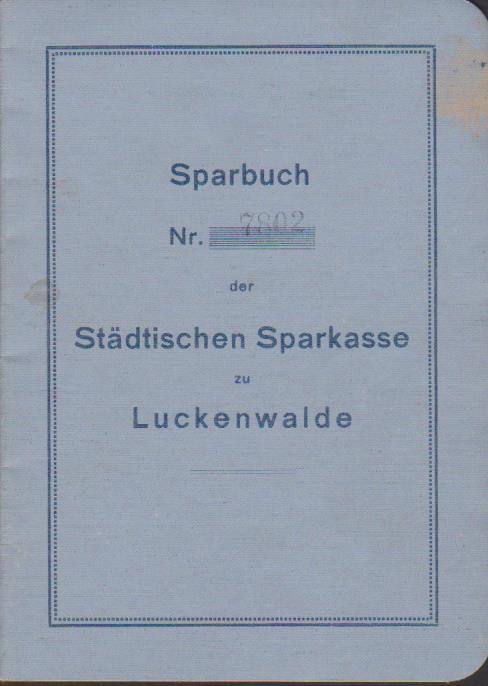 Sparbuch
Nr. 7802
der
Städtischen Sparkasse
zu
Luckenwalde